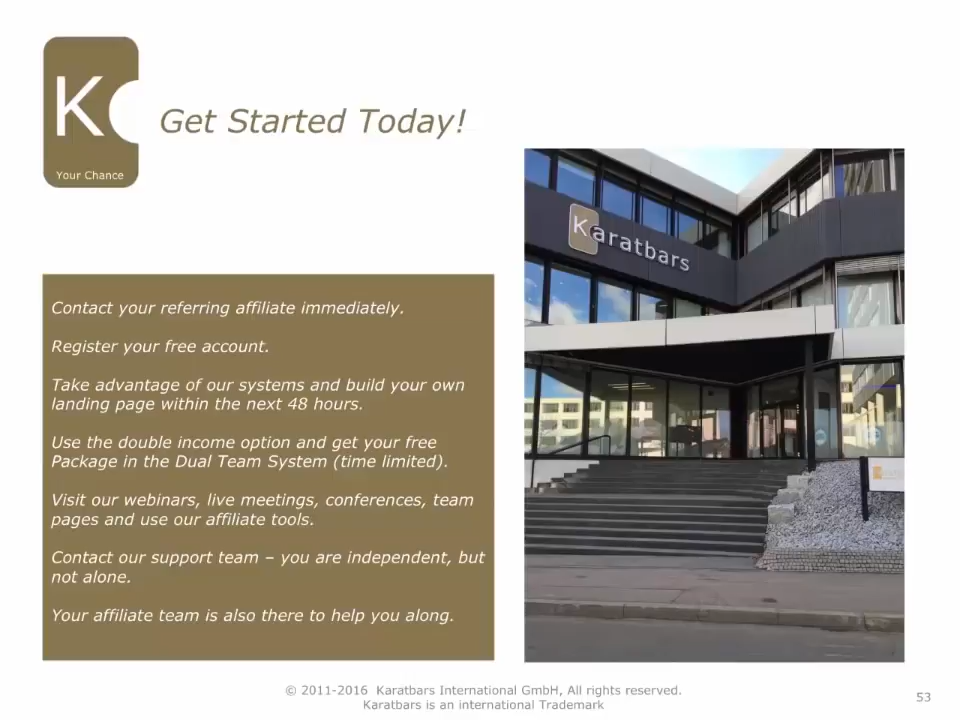 K
Your Chance
Get Started Today!
Karatbars
Contact your referring affiliate immediately.
Register your free account.
Take advantage of our systems and build your own
landing page within the next 48 hours.
Use the double income option and get your free
Package in the Dual Team System (time limited).
Visit our webinars, live meetings, conferences, team
pages and use our affiliate tools.
Contact our support team – you are independent, but
not alone.
Your affiliate team is also there to help you along.
© 2011-2016 Karatbars International GmbH, All rights reserved.
Karatbars is an international Trademark
53